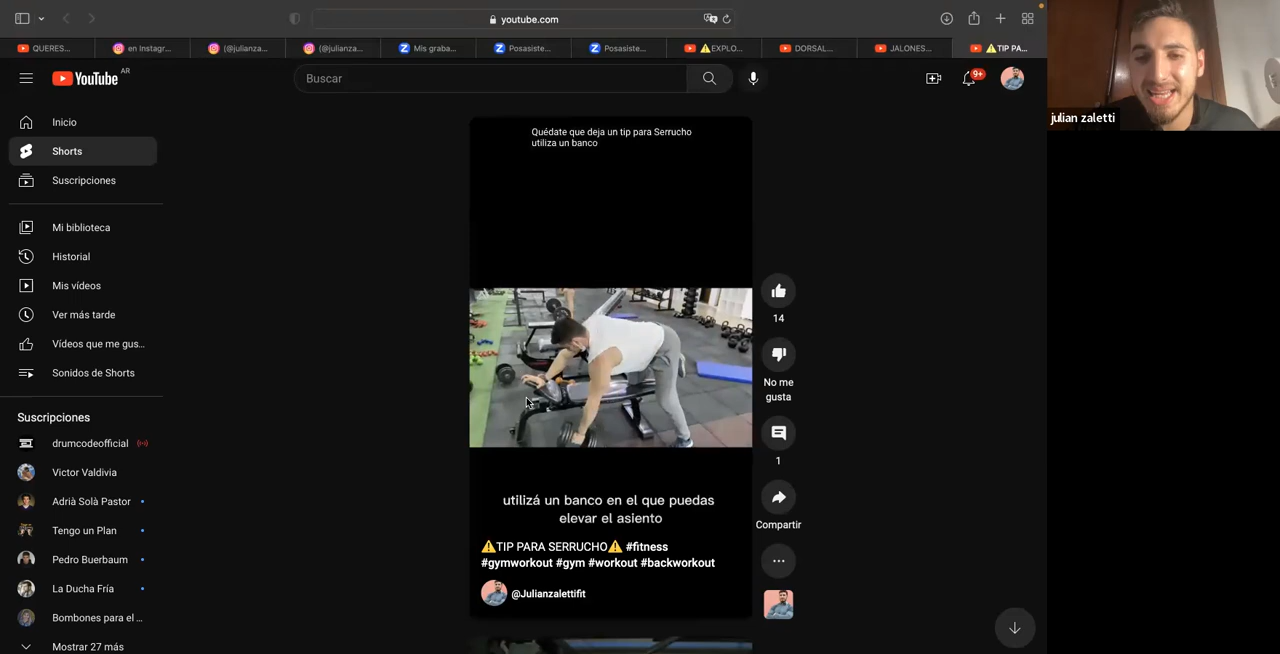 youtube.com
QUERES...
en Instagr...
(@julianza...
(@julianza...
Mis graba...
Posasiste...
Posasiste...
⚠️EXPLO...
DORSAL...
JALONES...
⚠️TIP PA...
YouTube AR
Buscar
9+
julian zaletti
Inicio
Shorts
Suscripciones
Mi biblioteca
Historial
Mis vídeos
Ver más tarde
Vídeos que me gus...
Sonidos de Shorts
Suscripciones
drumcodeofficial
Victor Valdivia
Adrià Solà Pastor
Tengo un Plan
Pedro Buerbaum
La Ducha Fría
Bombones para el ...
Mostrar 27 más
Quédate que deja un tip para Serrucho
utiliza un banco
utilizá un banco en el que puedas
elevar el asiento
⚠️TIP PARA SERRUCHO⚠️ #fitness
#gymworkout #gym #workout #backworkout
@Julianzalettifit
14
No me
gusta
1
Compartir